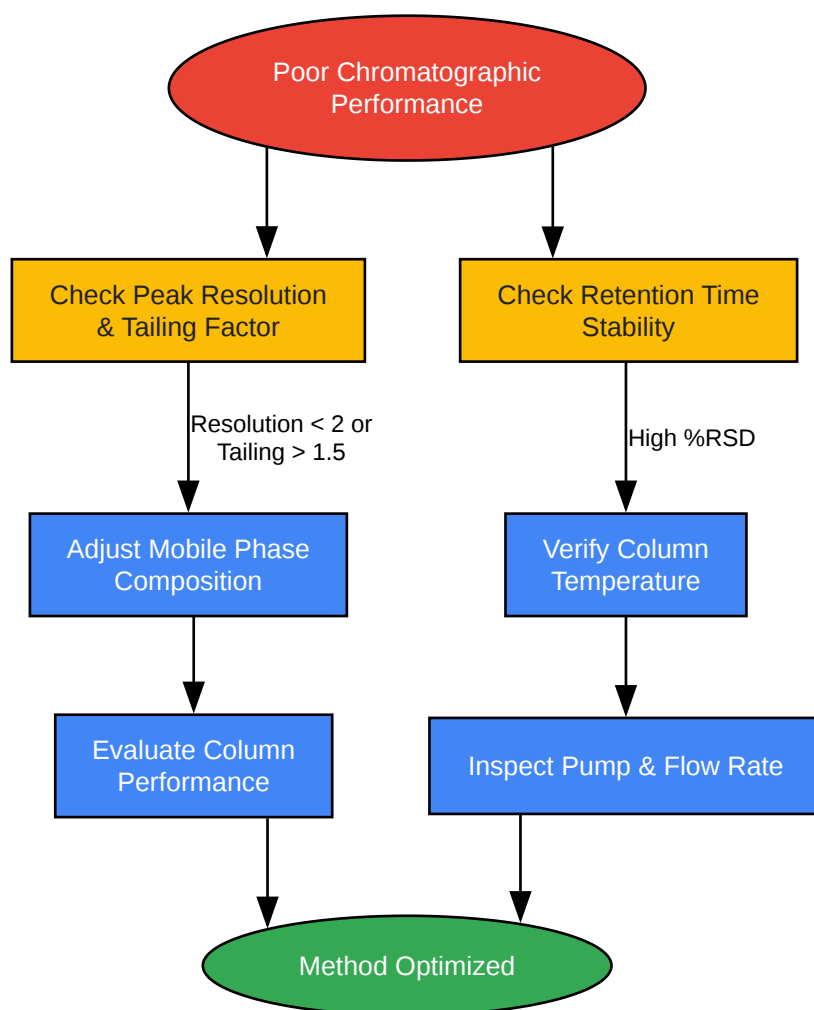 Poor Chromatographic
Performance
Check Peak Resolution
& Tailing Factor
Check Retention Time
Stability
Resolution < 2 or
Tailing > 1.5
High %RSD
Adjust Mobile Phase
Composition
Verify Column
Temperature
Evaluate Column
Performance
Inspect Pump & Flow Rate
Method Optimized